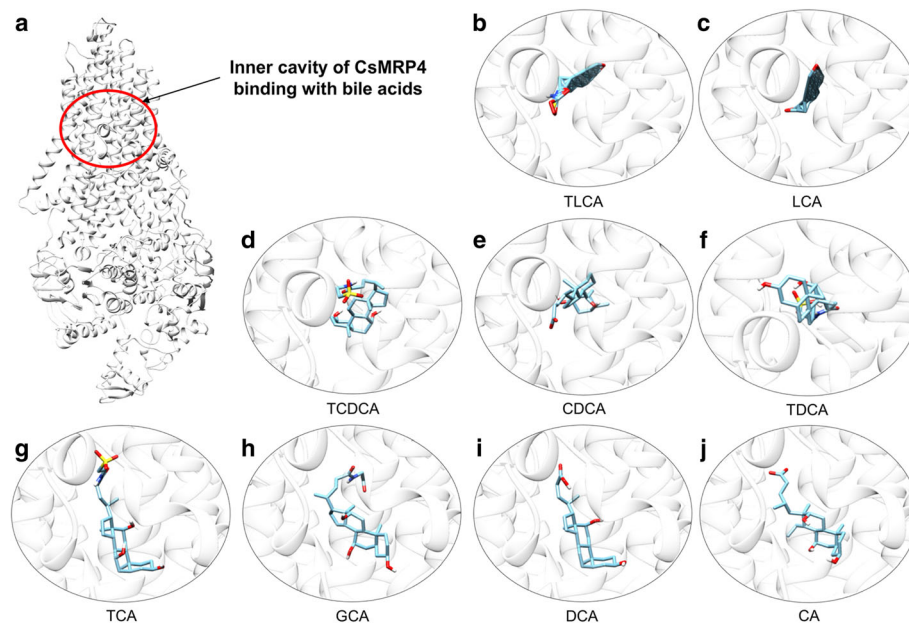 a
Inner cavity of CsMRP4
binding with bile acids
b
TLCA
c
LCA
d
TCDCA
e
CDCA
f
TDCA
g
TCA
h
GCA
i
DCA
j
CA